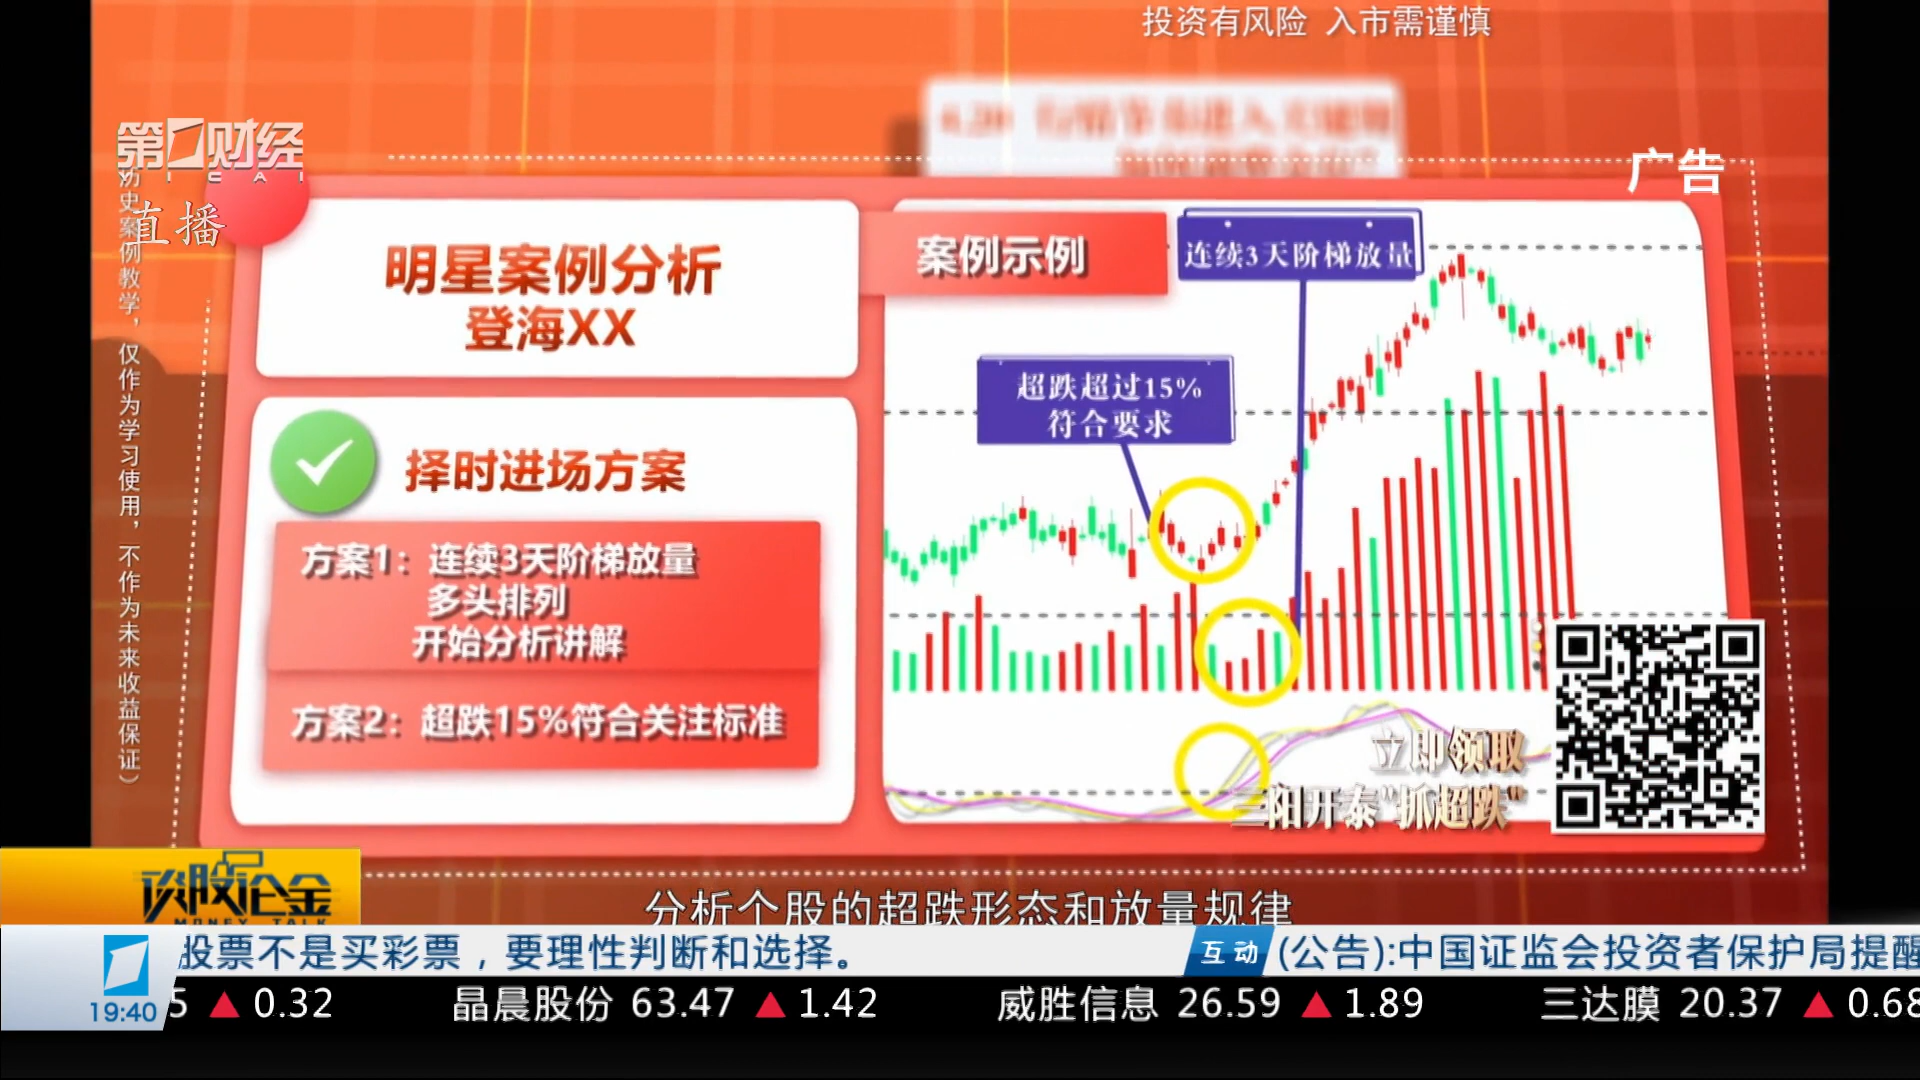 投资有风险 入市需谨慎
第一财经
YICAI
直播
广告
历史案例教学，仅作为学习使用，不作为未来收益保证）
明星案例分析
登海XX
择时进场方案
方案1：连续3天阶梯放量
多头排列
开始分析讲解
方案2：超跌15%符合关注标准
案例示例
连续3天阶梯放量
超跌超过15%
符合要求
立即领取
三阳开泰"抓超跌"
谈股论金
MONEY TALK
分析个股的超跌形态和放量规律
股票不是买彩票，要理性判断和选择。
互动 (公告):中国证监会投资者保护局提醒
19:40
5 ▲ 0.32 晶晨股份 63.47 ▲ 1.42 威胜信息 26.59 ▲ 1.89 三达膜 20.37 ▲ 0.68